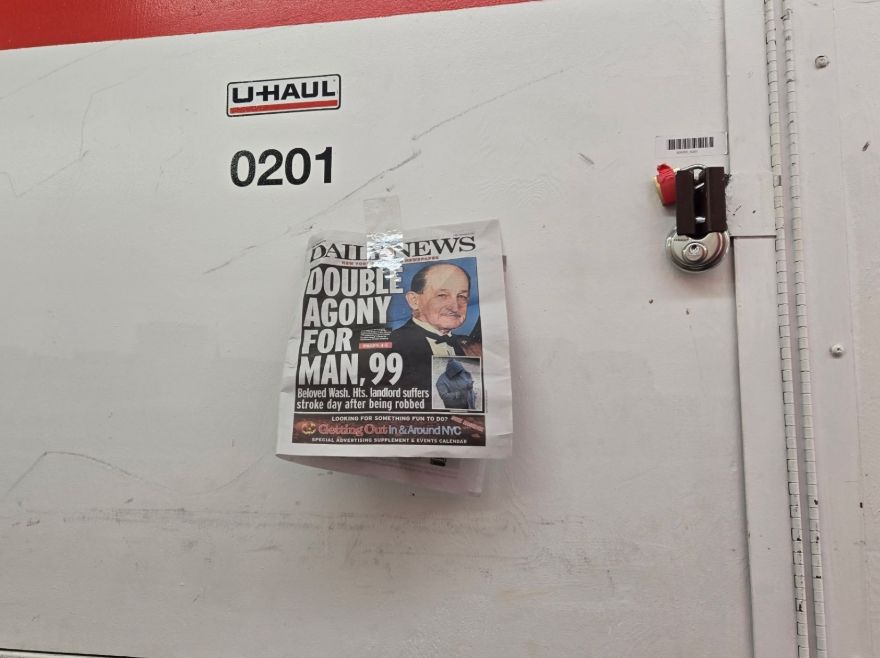 U-HAUL
0201
DAILY NEWS
DOUBLE
AGONY
FOR
MAN, 99
Beloved Wash. Hts. landlord suffers
stroke day after being robbed
LOOKING FOR SOMETHING FUN TO DO?
Getting Out In & Around NYC
SPECIAL ADVERTISING SUPPLEMENT & EVENTS CALENDAR